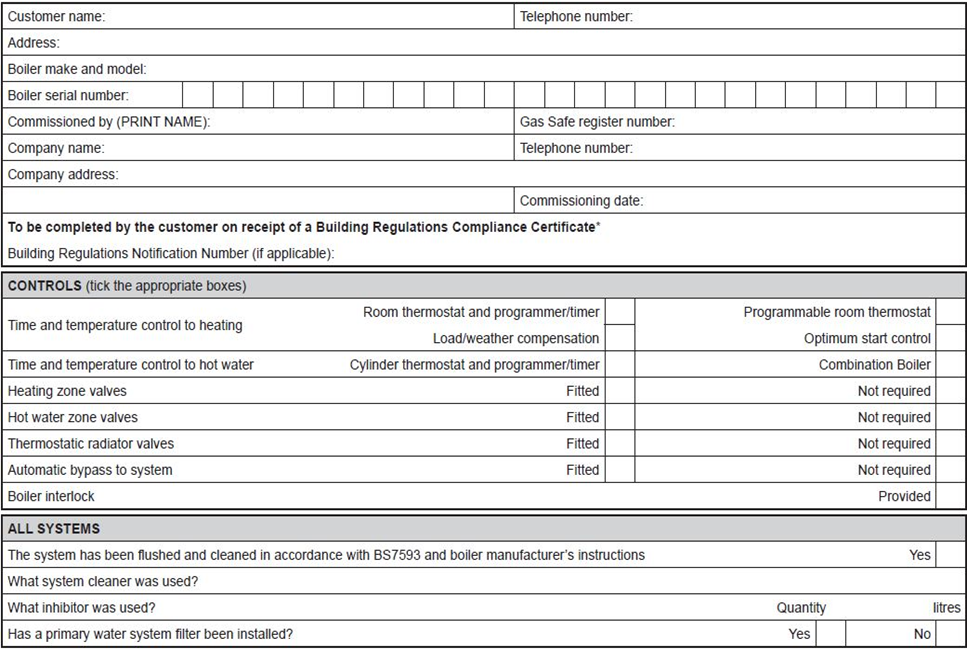 Customer name: Telephone number:
Address:
Boiler make and model:
Boiler serial number:
Commissioned by (PRINT NAME): Gas Safe register number:
Company name: Telephone number:
Company address:
Commissioning date:
To be completed by the customer on receipt of a Building Regulations Compliance Certificate*
Building Regulations Notification Number (if applicable):
CONTROLS (tick the appropriate boxes)
Time and temperature control to heating Room thermostat and programmer/timer Programmable room thermostat
Load/weather compensation Optimum start control
Time and temperature control to hot water Cylinder thermostat and programmer/timer Combination Boiler
Heating zone valves Fitted Not required
Hot water zone valves Fitted Not required
Thermostatic radiator valves Fitted Not required
Automatic bypass to system Fitted Not required
Boiler interlock Provided
ALL SYSTEMS
The system has been flushed and cleaned in accordance with BS7593 and boiler manufacturer's instructions Yes
What system cleaner was used?
What inhibitor was used? Quantity litres
Has a primary water system filter been installed? Yes No